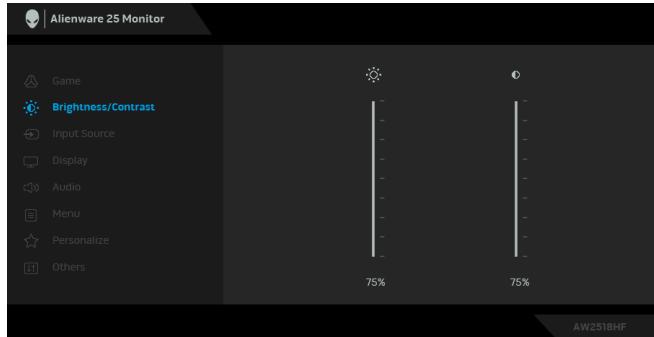 Alienware 25 Monitor
Game
Brightness/Contrast
Input Source
Display
Audio
Menu
Personalize
Others
75%
75%
AW2518HF